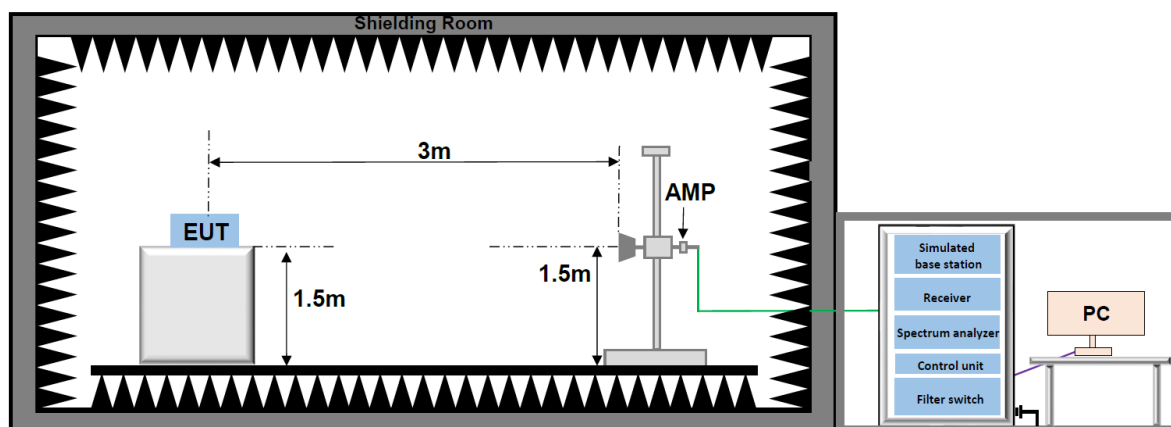 Shielding Room
3m
AMP
EUT
1.5m
1.5m
Simulated
base station
Receiver
Spectrum analyzer
Control unit
Filter switch
PC